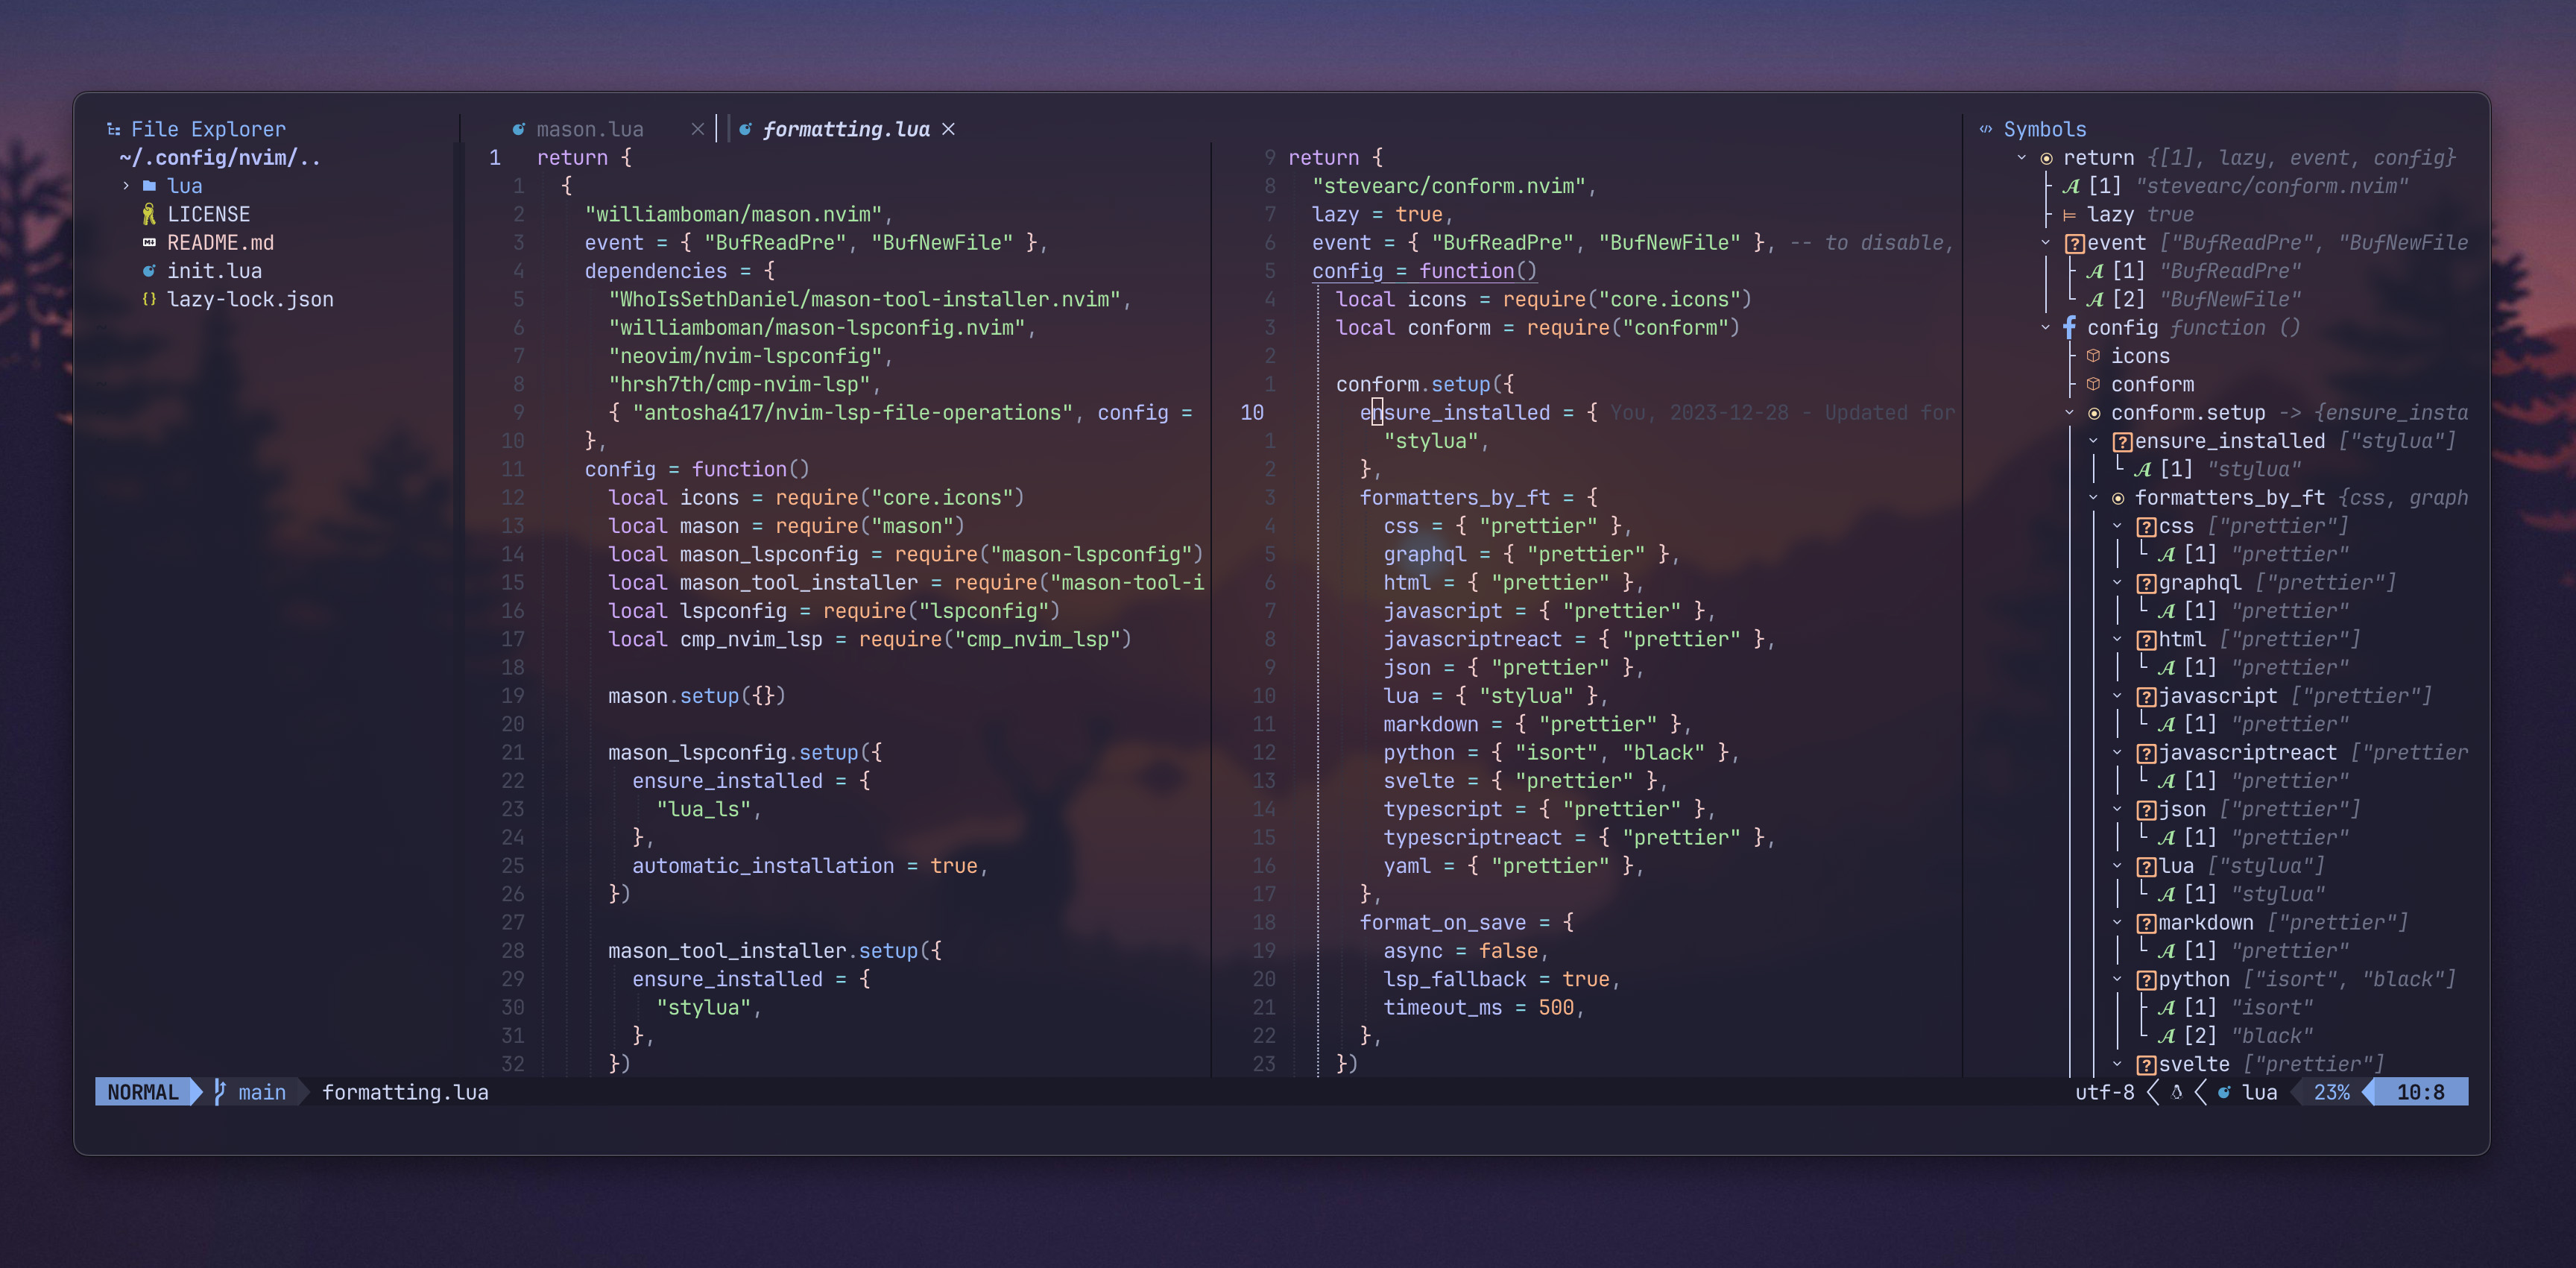 File Explorer
~/.config/nvim/..
lua
LICENSE
README.md
init.lua
lazy-lock.json
mason.lua
formatting.lua
1 return {
1 {
2 "williamboman/mason.nvim",
3 event = { "BufReadPre", "BufNewFile" },
4 dependencies = {
5 "WhoIsSethDaniel/mason-tool-installer.nvim",
6 "williamboman/mason-lspconfig.nvim",
7 "neovim/nvim-lspconfig",
8 "hrsh7th/cmp-nvim-lsp",
9 { "antosha417/nvim-lsp-file-operations", config =
10 },
11 config = function()
12 local icons = require("core.icons")
13 local mason = require("mason")
14 local mason_lspconfig = require("mason-lspconfig")
15 local mason_tool_installer = require("mason-tool-i
16 local lspconfig = require("lspconfig")
17 local cmp_nvim_lsp = require("cmp_nvim_lsp")
18
19 mason.setup({})
20
21 mason_lspconfig.setup({
22 ensure_installed = {
23 "lua_ls",
24 },
25 automatic_installation = true,
26 })
27
28 mason_tool_installer.setup({
29 ensure_installed = {
30 "stylua",
31 },
32 })
9 return {
8 "stevearc/conform.nvim",
7 lazy = true,
6 event = { "BufReadPre", "BufNewFile" }, -- to disable,
5 config = function()
4 local icons = require("core.icons")
3 local conform = require("conform")
2
1 conform.setup({
10 ensure_installed = { You, 2023-12-28 - Updated for
1 "stylua",
2 },
3 formatters_by_ft = {
4 css = { "prettier" },
5 graphql = { "prettier" },
6 html = { "prettier" },
7 javascript = { "prettier" },
8 javascriptreact = { "prettier" },
9 json = { "prettier" },
10 lua = { "stylua" },
11 markdown = { "prettier" },
12 python = { "isort", "black" },
13 svelte = { "prettier" },
14 typescript = { "prettier" },
15 typescriptreact = { "prettier" },
16 yaml = { "prettier" },
17 },
18 format_on_save = {
19 async = false,
20 lsp_fallback = true,
21 timeout_ms = 500,
22 },
23 })
Symbols
return {[1], lazy, event, config}
[1] "stevearc/conform.nvim"
lazy true
event ["BufReadPre", "BufNewFile
[1] "BufReadPre"
[2] "BufNewFile"
config function ()
icons
conform
conform.setup -> {ensure_insta
ensure_installed ["stylua"]
[1] "stylua"
formatters_by_ft {css, graph
css ["prettier"]
[1] "prettier"
graphql ["prettier"]
[1] "prettier"
html ["prettier"]
[1] "prettier"
javascript ["prettier"]
[1] "prettier"
javascriptreact ["prettier
[1] "prettier"
json ["prettier"]
[1] "prettier"
lua ["stylua"]
[1] "stylua"
markdown ["prettier"]
[1] "prettier"
python ["isort", "black"]
[1] "isort"
[2] "black"
svelte ["prettier"]
NORMAL main formatting.lua
utf-8 lua 23% 10:8